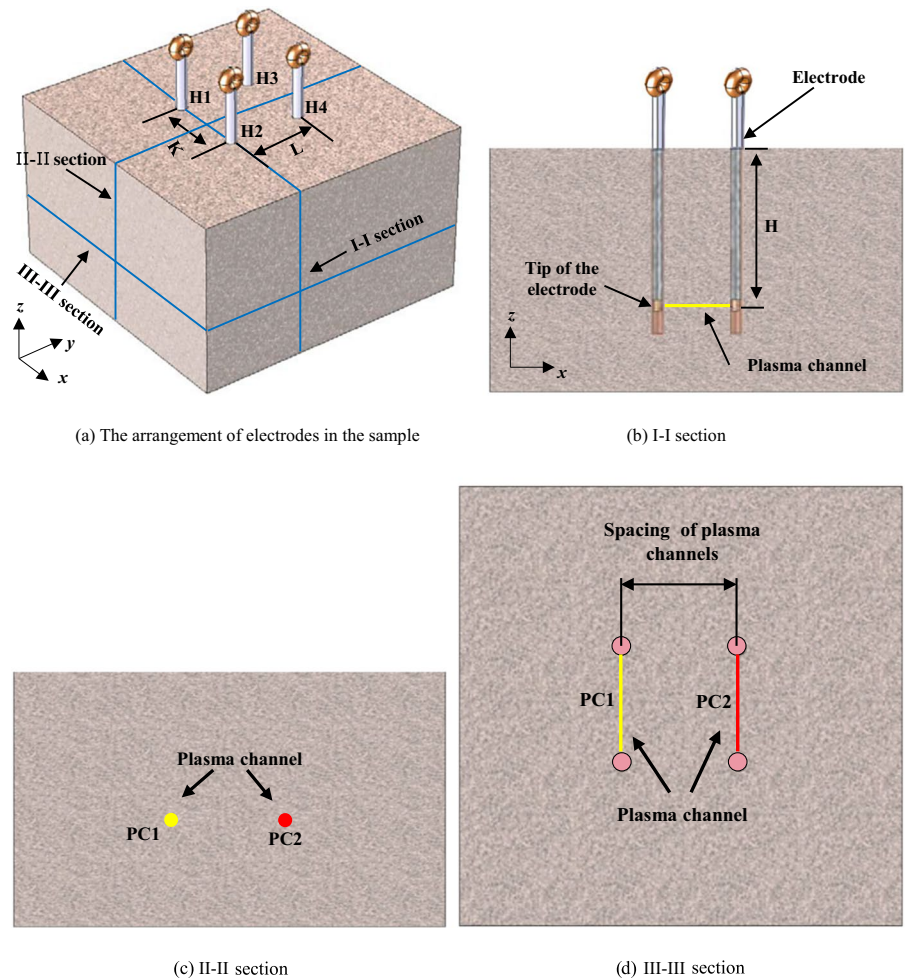 H3
H1
H4
H2
K
L
II-II section
I-I section
III-III section
z
y
x
(a) The arrangement of electrodes in the sample
Electrode
H
Tip of the
electrode
z
x
Plasma channel
(b) I-I section
Plasma channel
PC1
PC2
(c) II-II section
Spacing of plasma
channels
PC1
PC2
Plasma channel
(d) III-III section